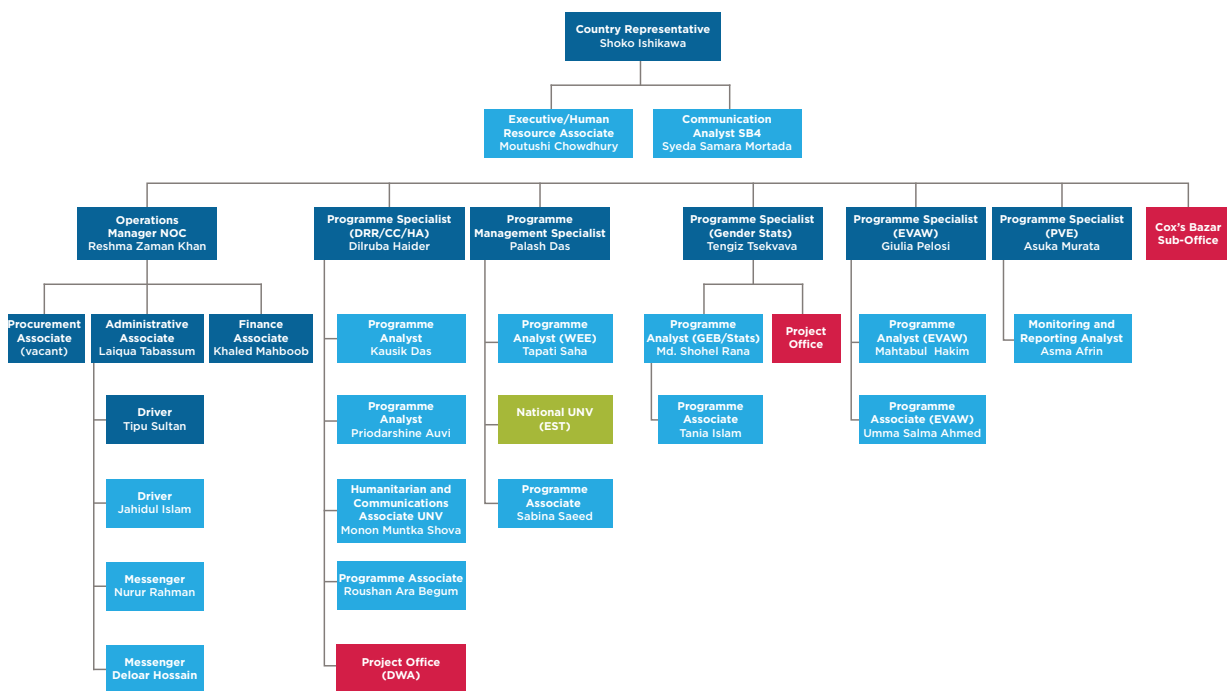 Country Representative
Shoko Ishikawa
Executive/Human
Resource Associate
Moutushi Chowdhury
Communication
Analyst SB4
Syeda Samara Mortada
Operations
Manager NOC
Reshma Zaman Khan
Programme Specialist
(DRR/CC/HA)
Dilruba Haider
Programme
Management Specialist
Palash Das
Programme Specialist
(Gender Stats)
Tengiz Tsekvava
Programme Specialist
(EVAW)
Giulia Pelosi
Programme Specialist
(PVE)
Asuka Murata
Cox's Bazar
Sub-Office
Procurement
Associate
(vacant)
Administrative
Associate
Laiqua Tabassum
Finance
Associate
Khaled Mahboob
Programme
Analyst
Kausik Das
Programme
Analyst (WEE)
Tapati Saha
Programme
Analyst (GEB/Stats)
Md. Shohel Rana
Project
Office
Programme
Analyst (EVAW)
Mahtabul Hakim
Monitoring and
Reporting Analyst
Asma Afrin
Driver
Tipu Sultan
Programme
Analyst
Priodarshine Auvi
National UNV
(EST)
Programme
Associate
Tania Islam
Programme
Associate (EVAW)
Umma Salma Ahmed
Driver
Jahidul Islam
Humanitarian and
Communications
Associate UNV
Monon Muntka Shova
Programme
Associate
Sabina Saeed
Messenger
Nurur Rahman
Programme Associate
Roushan Ara Begum
Messenger
Deloar Hossain
Project Office
(DWA)